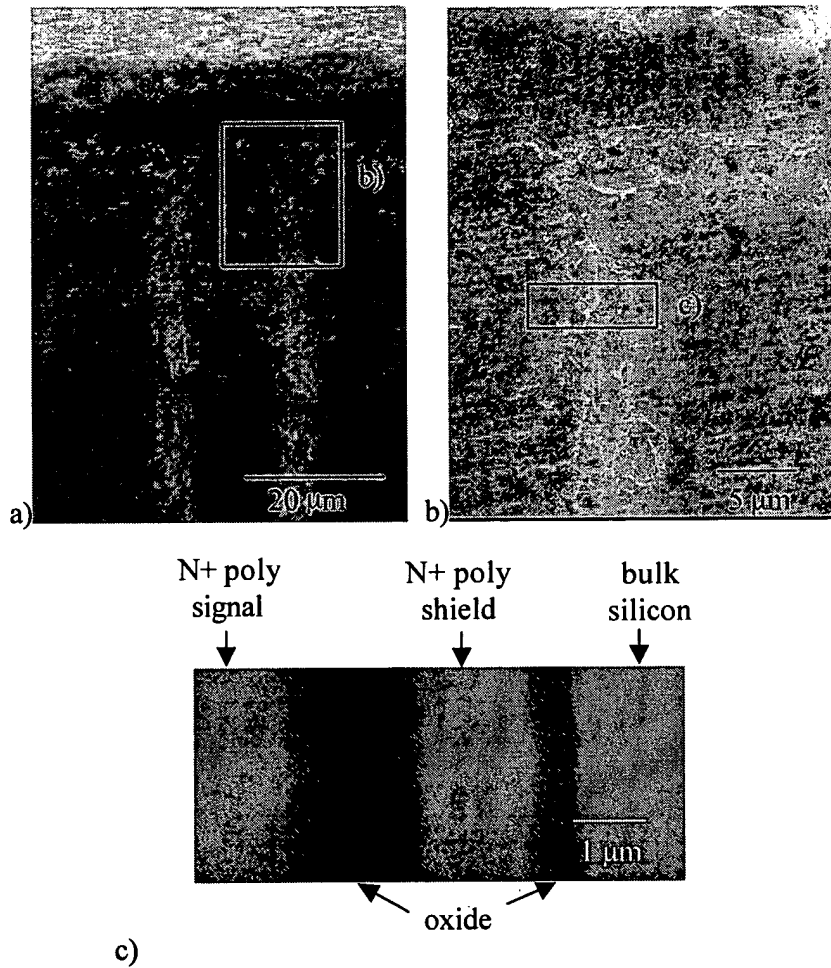 b)
20 µm
a)
c)
5 µm
b)
N+ poly
signal
N+ poly
shield
bulk
silicon
1 µm
oxide
c)